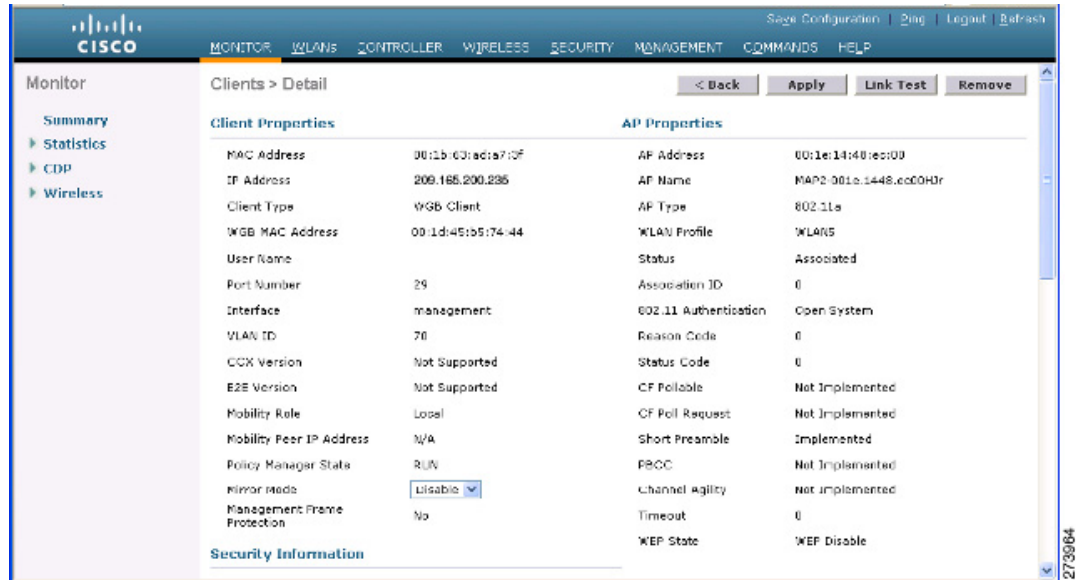 Save Configuration | Ping | Logout | Refresh
CISCO
MONITOR WLANs CONTROLLER WIRELESS SECURITY MANAGEMENT COMMANDS HELP
Monitor
Summary
Statistics
CDP
Wireless
Clients > Detail
< Back Apply Link Test Remove
Client Properties
MAC Address 00:1b:63:ad:a7:3f
IP Address 209.165.200.235
Client Type WGB Client
WGB MAC Address 00:1d:45:b5:74:44
User Name
Port Number 29
Interface management
VLAN ID 70
CCX Version Not Supported
E2E Version Not Supported
Mobility Role Local
Mobility Peer IP Address N/A
Policy Manager State RUN
Mirror Mode Disable
Management Frame Protection No
Security Information
AP Properties
AP Address 00:1e:14:48:ec:00
AP Name
AP Type 802.11a
WLAN Profile WLAN5
Status Associated
Association ID 0
802.11 Authentication Open System
Reason Code 0
Status Code 0
CF Pollable Not Implemented
CF Poll Request Not Implemented
Short Preamble Implemented
PBCC Not Implemented
Channel Agility Not Implemented
Timeout 0
WEP State WEP Disable
273964